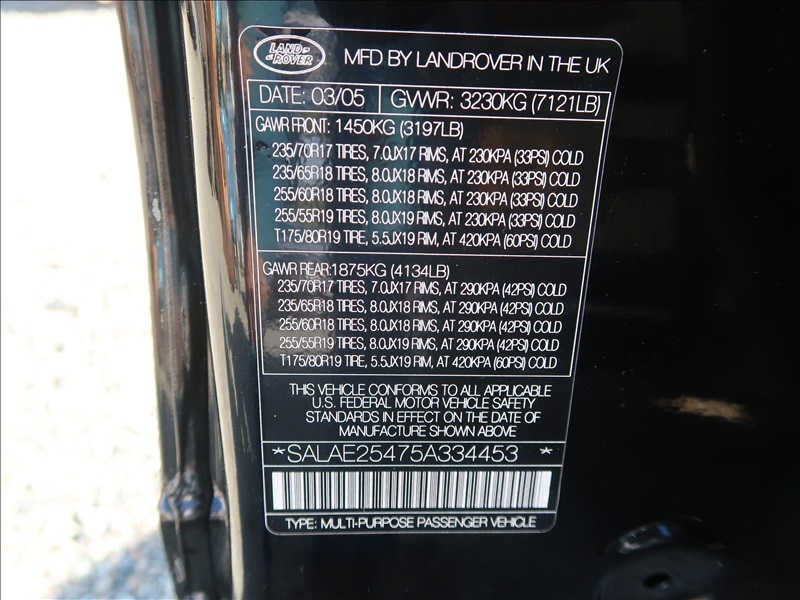 LAND
ROVER
MFD BY LANDROVER IN THE UK
DATE: 03/05 GVWR: 3230KG (7121LB)
GAWR FRONT: 1450KG (3197LB)
235/70R17 TIRES, 7.0JX17 RIMS, AT 230KPA (33PSI) COLD
235/65R18 TIRES, 8.0JX18 RIMS, AT 230KPA (33PSI) COLD
255/60R18 TIRES, 8.0JX18 RIMS, AT 230KPA (33PSI) COLD
255/55R19 TIRES, 8.0JX19 RIMS, AT 230KPA (33PSI) COLD
T175/80R19 TIRE, 5.5JX19 RIM, AT 420KPA (60PSI) COLD
GAWR REAR: 1875KG (4134LB)
235/70R17 TIRES, 7.0JX17 RIMS, AT 290KPA (42PSI) COLD
235/65R18 TIRES, 8.0JX18 RIMS, AT 290KPA (42PSI) COLD
255/60R18 TIRES, 8.0JX18 RIMS, AT 290KPA (42PSI) COLD
255/55R19 TIRES, 8.0JX19 RIMS, AT 290KPA (42PSI) COLD
T175/80R19 TIRE, 5.5JX19 RIM, AT 420KPA (60PSI) COLD
THIS VEHICLE CONFORMS TO ALL APPLICABLE
U.S. FEDERAL MOTOR VEHICLE SAFETY
STANDARDS IN EFFECT ON THE DATE OF
MANUFACTURE SHOWN ABOVE
*SALAE25475A334453 *
TYPE: MULTI-PURPOSE PASSENGER VEHICLE